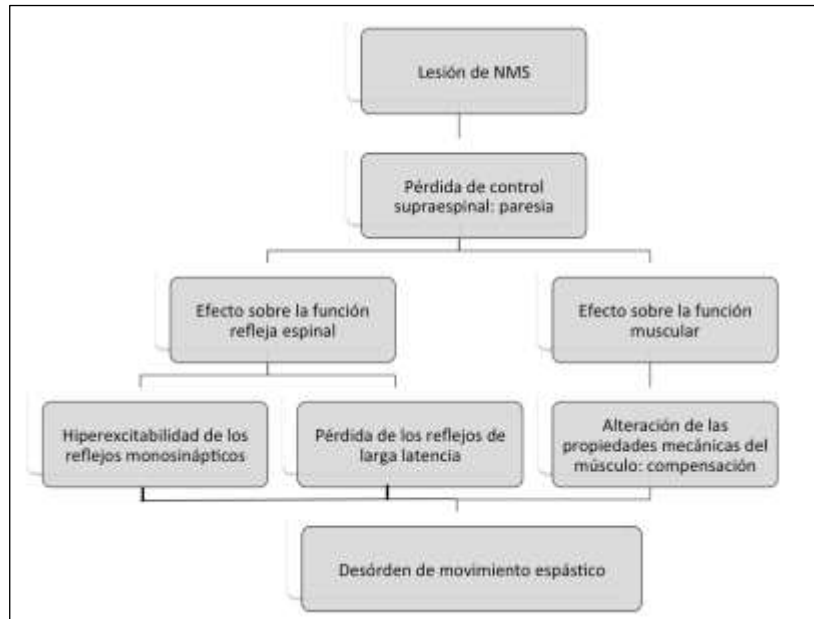 Lesión de NMS
Pérdida de control
supraespinal: paresia
Efecto sobre la función
refleja espinal
Efecto sobre la función
muscular
Hiperexcitabilidad de los
reflejos monosinápticos
Pérdida de los reflejos de
larga latencia
Alteración de las
propiedades mecánicas del
músculo: compensación
Desórden de movimiento espástico